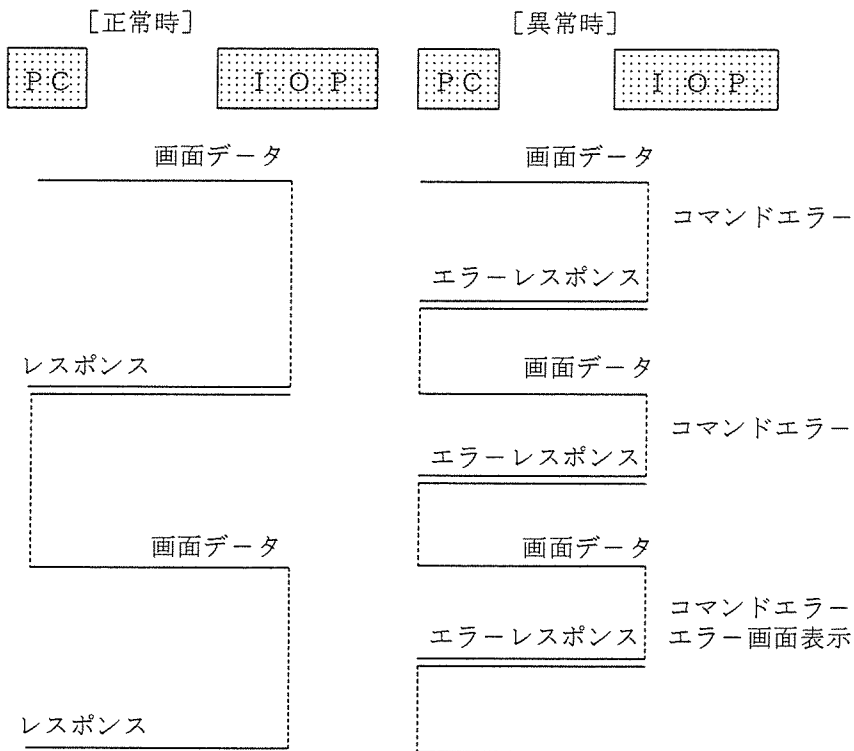 ［正常時］
［異常時］
ＰＣ
Ｉ．Ｏ．Ｐ．
ＰＣ
Ｉ．Ｏ．Ｐ．
画面データ
画面データ
コマンドエラー
エラーレスポンス
レスポンス
画面データ
コマンドエラー
エラーレスポンス
画面データ
画面データ
コマンドエラー
エラーレスポンス
エラー画面表示
レスポンス